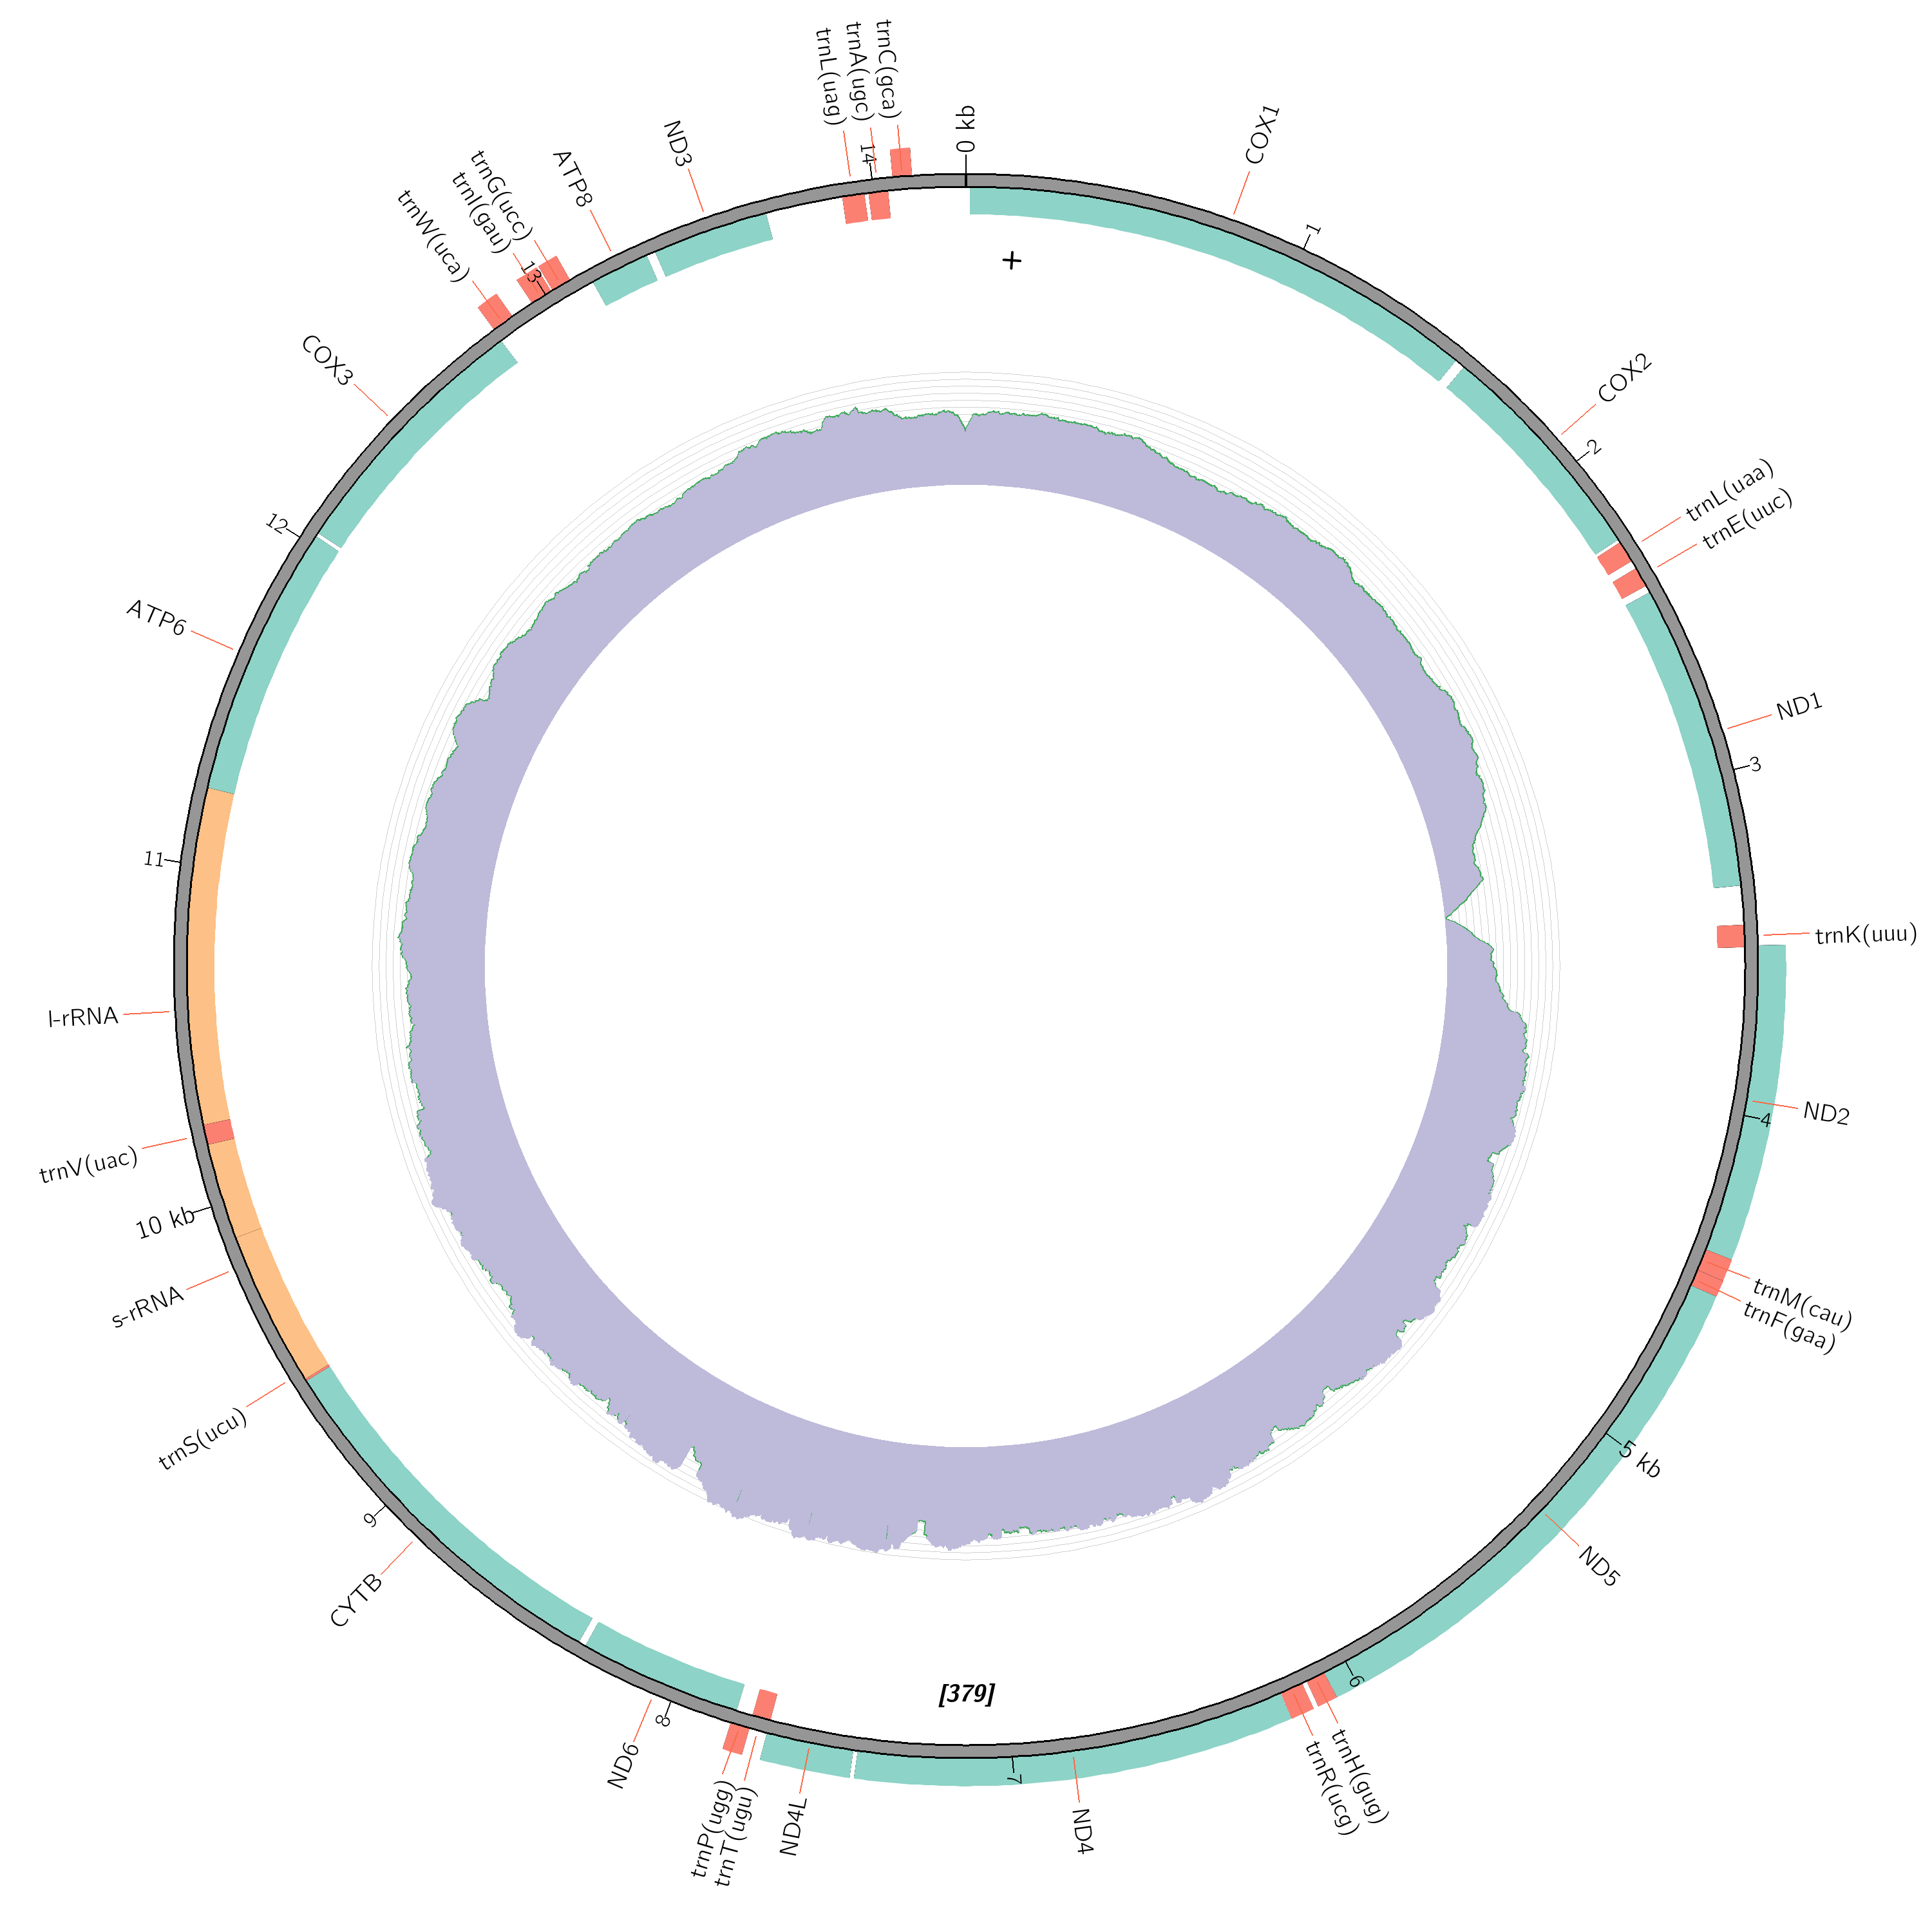 0 kb
COX1
1
COX2
2
trnL(uaa)
trnE(uuc)
ND1
3
trnK(uuu)
ND2
4
trnM(cau)
trnF(gaa)
5 kb
ND5
6
trnH(gug)
trnR(ucg)
ND4
7
ND4L
trnT(ugu)
trnP(ugg)
ND6
8
CYTB
9
trnS(ucu)
s-rRNA
10 kb
trnV(uac)
l-rRNA
11
ATP6
12
COX3
trnW(uca)
trnI(gau)
13
trnG(ucc)
ATP8
ND3
trnL(uag)
trnA(ugc)
14
trnC(gca)
+
[379]